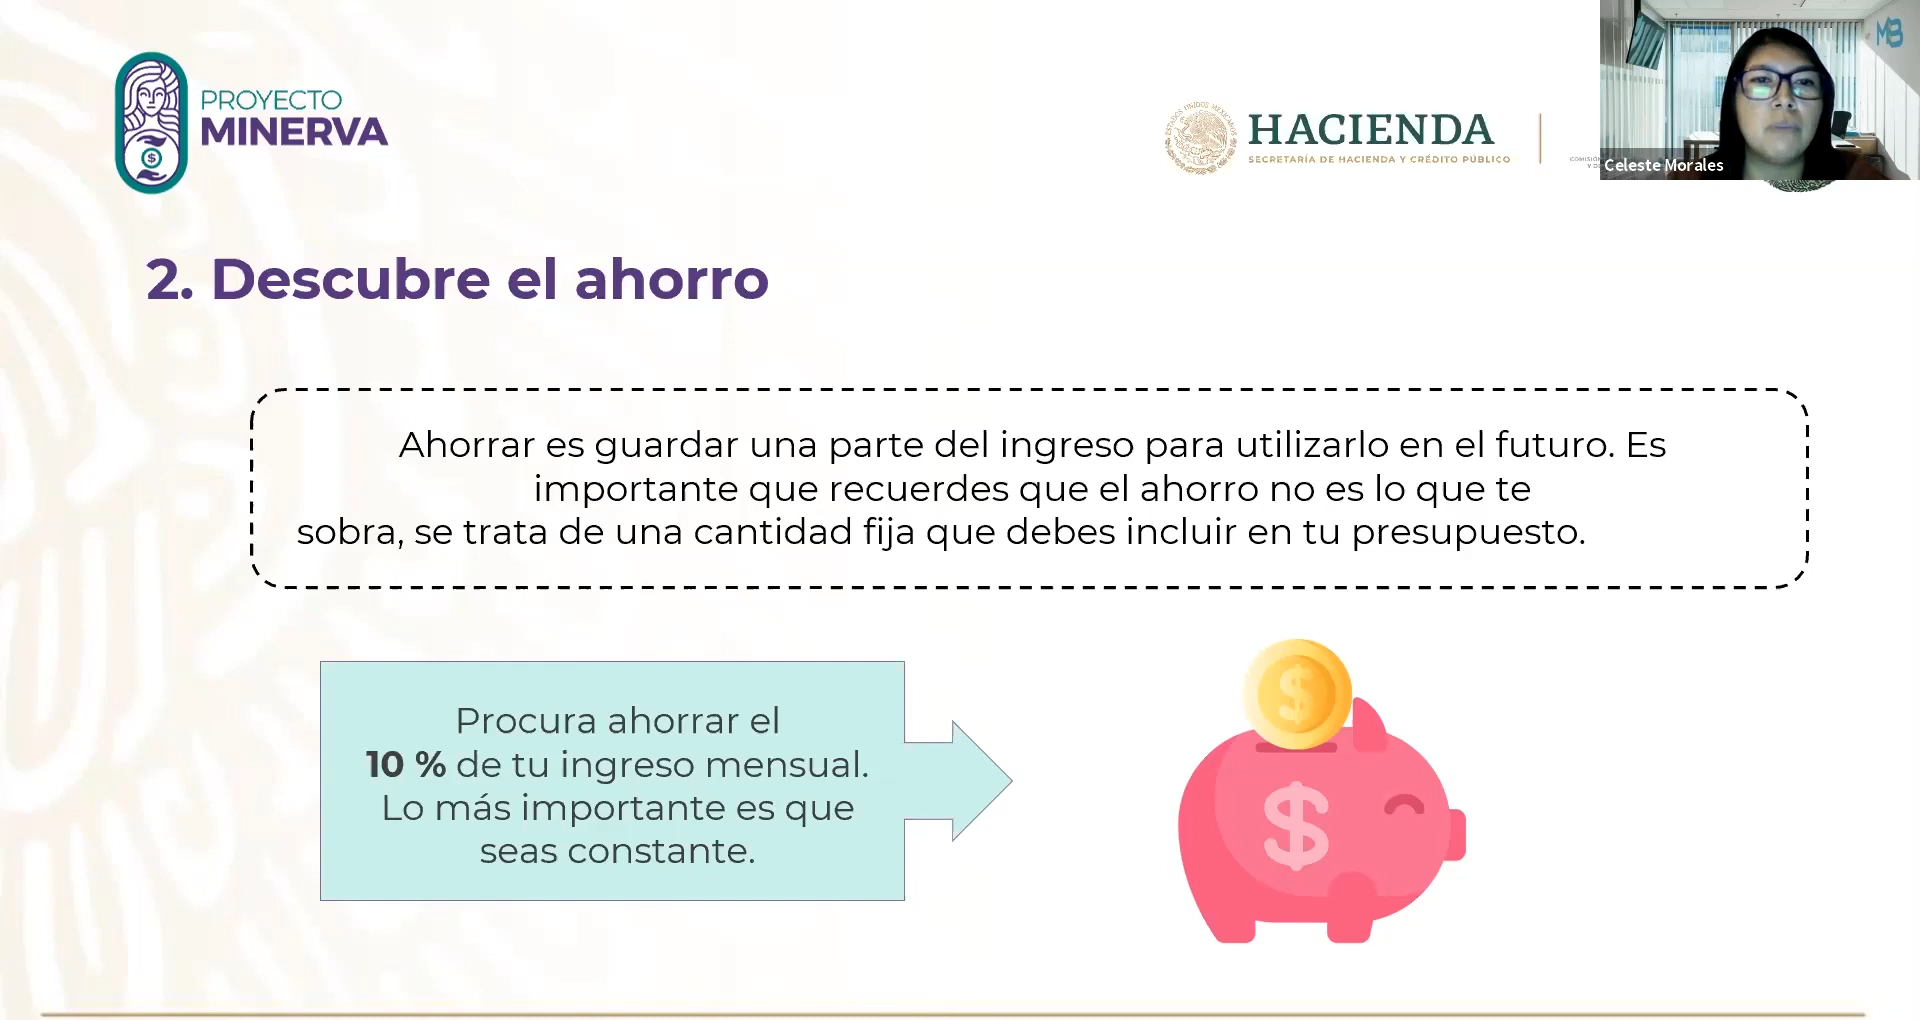 PROYECTO
MINERVA
ESTADOS UNIDOS MEXICANOS
HACIENDA
SECRETARÍA DE HACIENDA Y CRÉDITO PÚBLICO
Celeste Morales
2. Descubre el ahorro
Ahorrar es guardar una parte del ingreso para utilizarlo en el futuro. Es
importante que recuerdes que el ahorro no es lo que te
sobra, se trata de una cantidad fija que debes incluir en tu presupuesto.
Procura ahorrar el
10 % de tu ingreso mensual.
Lo más importante es que
seas constante.
$
$
$